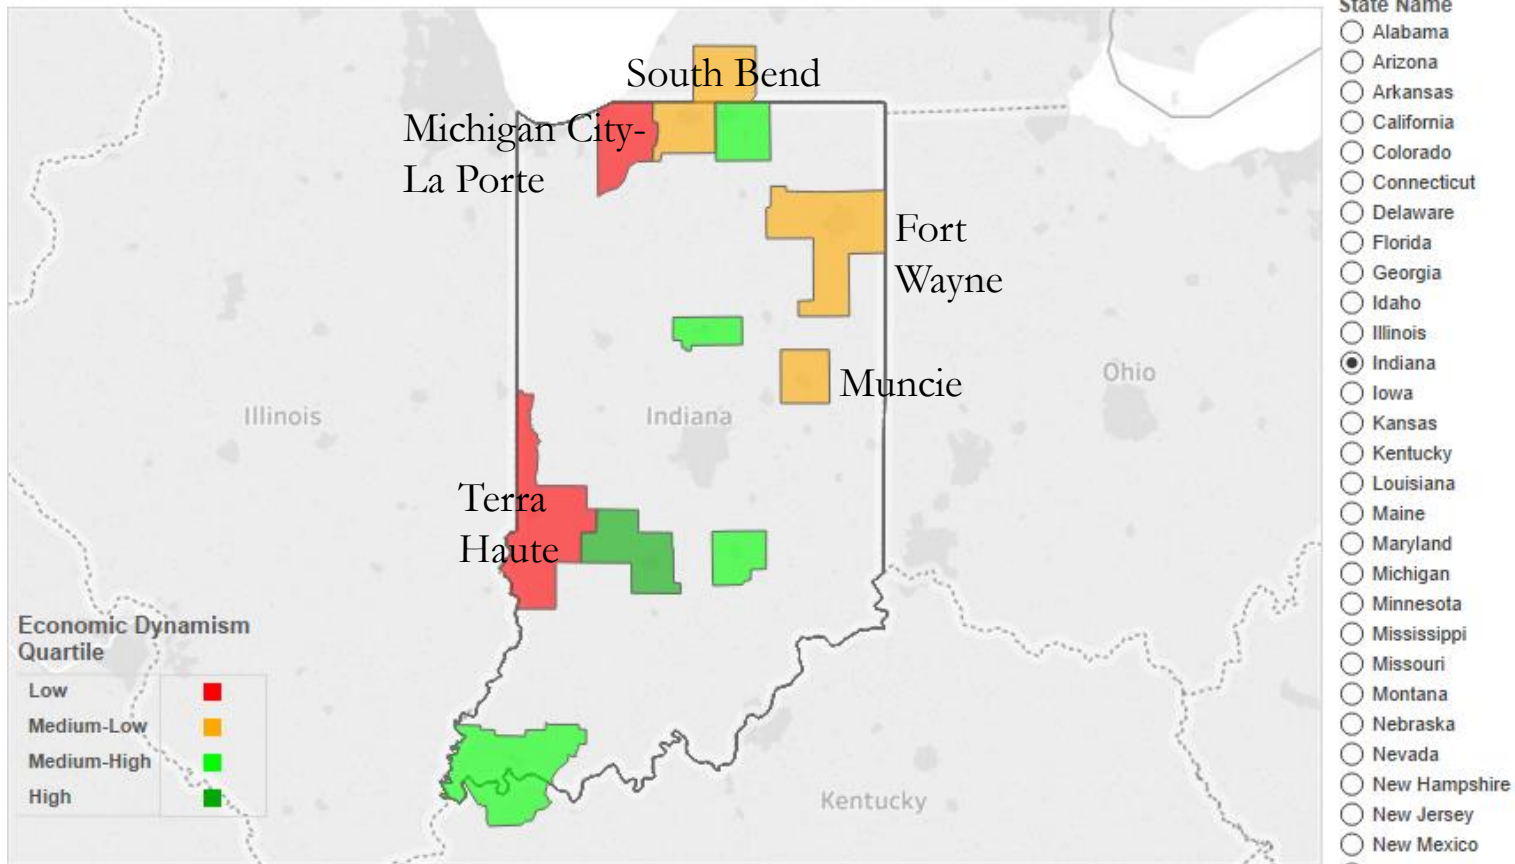 State Name
Alabama
Arizona
Arkansas
California
Colorado
Connecticut
Delaware
Florida
Georgia
Idaho
Illinois
Indiana
Iowa
Kansas
Kentucky
Louisiana
Maine
Maryland
Michigan
Minnesota
Mississippi
Missouri
Montana
Nebraska
Nevada
New Hampshire
New Jersey
New Mexico
South Bend
Michigan City-
La Porte
Fort
Wayne
Muncie
Ohio
Illinois
Indiana
Terra
Haute
Kentucky
Economic Dynamism
Quartile
Low
Medium-Low
Medium-High
High